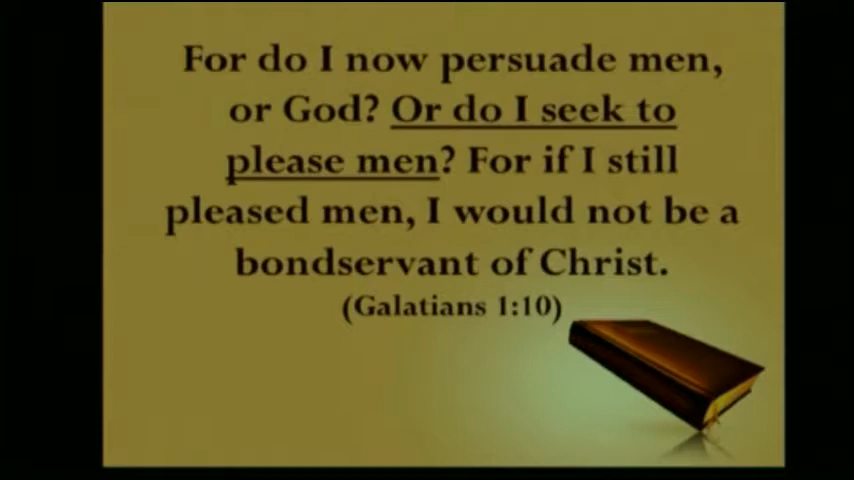 For do I now persuade men,
or God? Or do I seek to
please men? For if I still
pleased men, I would not be a
bondservant of Christ.
(Galatians 1:10)